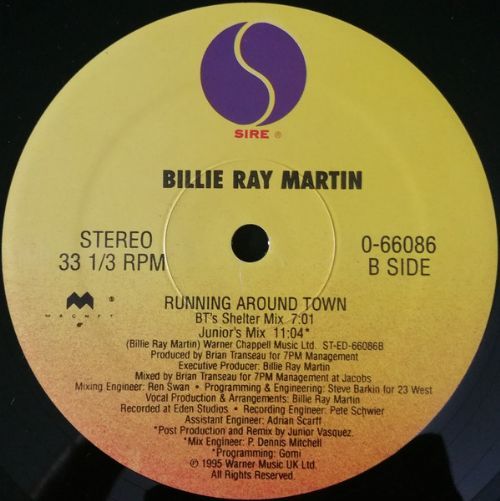 SIRE ®
BILLIE RAY MARTIN
STEREO
33 1/3 RPM
0-66086
B SIDE
MAGNET ®
RUNNING AROUND TOWN
BT's Shelter Mix 7:01
Junior's Mix 11:04*
(Billie Ray Martin) Warner Chappell Music Ltd. ST-ED-66086B
Produced by Brian Transeau for 7PM Management
Executive Producer: Billie Ray Martin
Mixed by Brian Transeau for 7PM Management at Jacobs
Mixing Engineer: Ren Swan • Programming & Engineering: Steve Barkin for 23 West
Vocal Production & Arrangements: Billie Ray Martin
Recorded at Eden Studios • Recording Engineer: Pete Schwier
Assistant Engineer: Adrian Scarff
*Post Production and Remix by Junior Vasquez.
*Mix Engineer: P. Dennis Mitchell
*Programming: Gomi
℗ 1995 Warner Music UK Ltd.
All Rights Reserved.